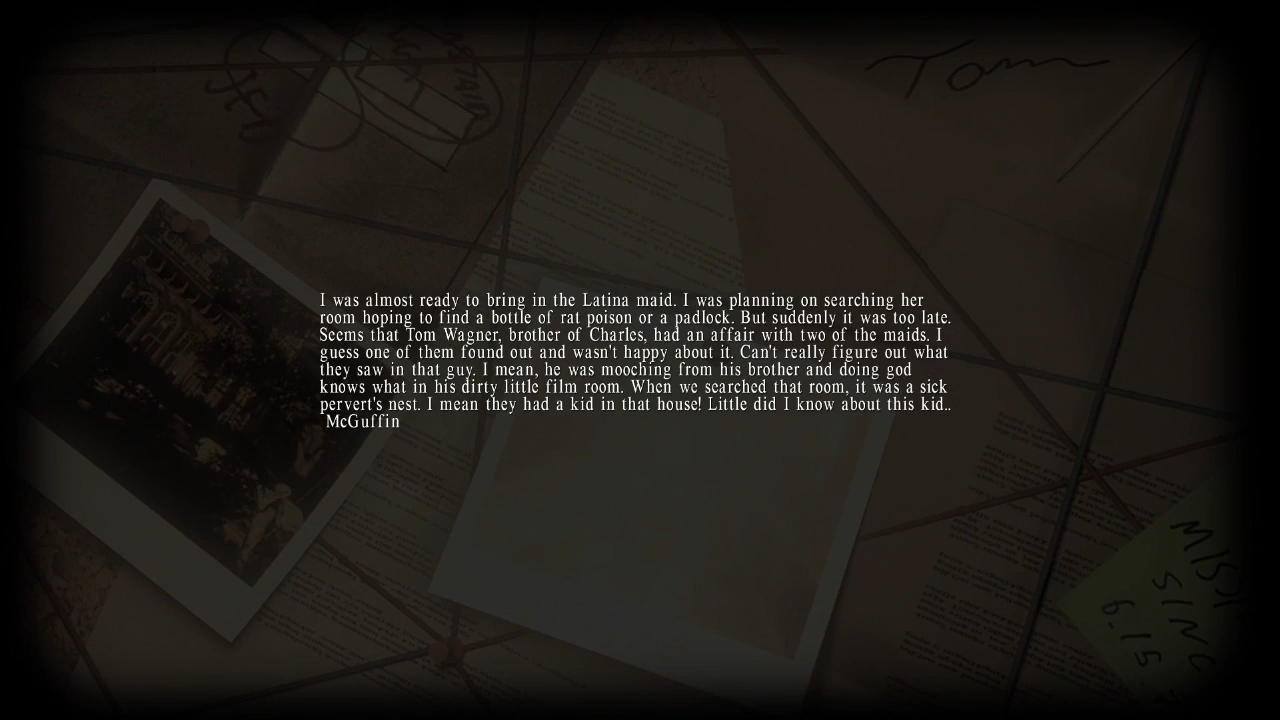 Tom
I was almost ready to bring in the Latina maid. I was planning on searching her
room hoping to find a bottle of rat poison or a padlock. But suddenly it was too late.
Seems that Tom Wagner, brother of Charles, had an affair with two of the maids. I
guess one of them found out and wasn't happy about it. Can't really figure out what
they saw in that guy. I mean, he was mooching from his brother and doing god
knows what in his dirty little film room. When we searched that room, it was a sick
pervert's nest. I mean they had a kid in that house! Little did I know about this kid..
McGuffin